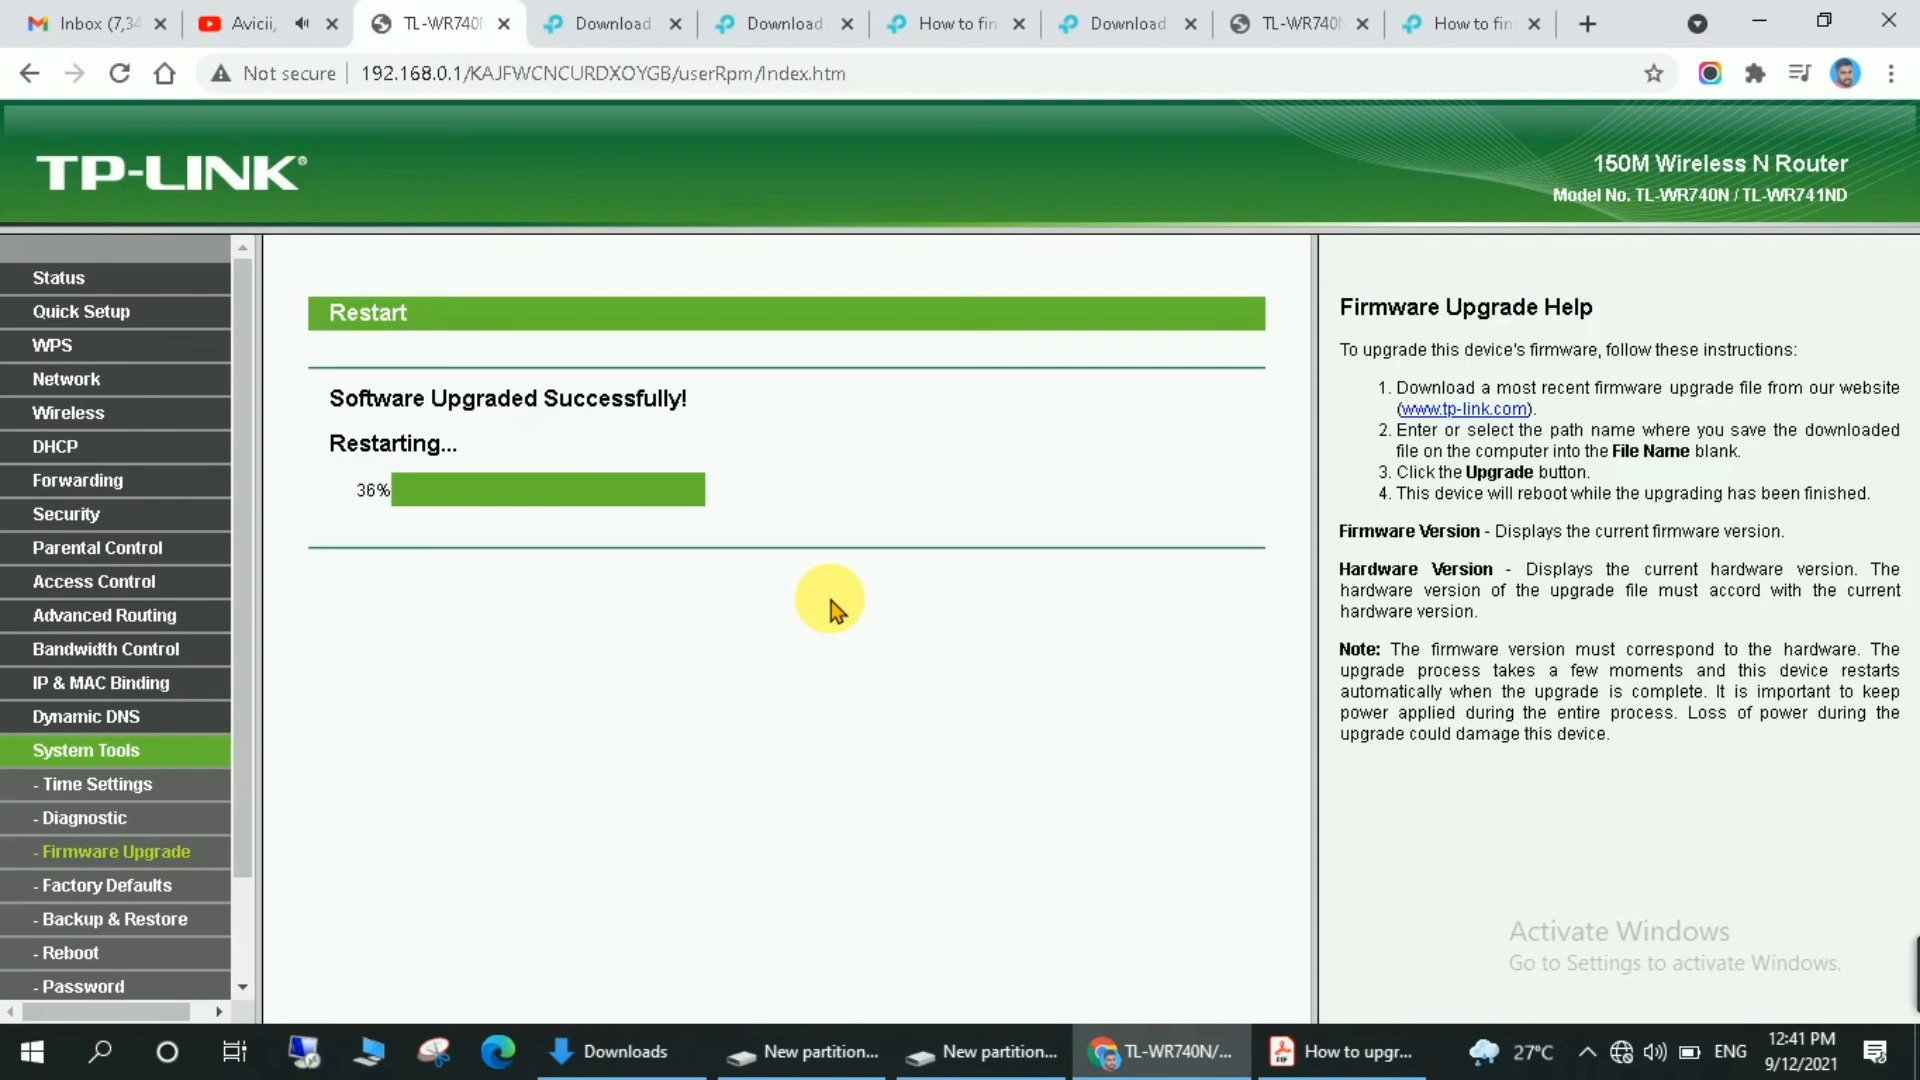 Inbox (7,34
Avicii,
TL-WR740
Download
Download
How to fin
Download
TL-WR740
How to fin
Not secure
192.168.0.1/KAJFWCNCURDXOYGB/userRpm/Index.htm
TP-LINK®
150M Wireless N Router
Model No. TL-WR740N / TL-WR741ND
Status
Quick Setup
WPS
Network
Wireless
DHCP
Forwarding
Security
Parental Control
Access Control
Advanced Routing
Bandwidth Control
IP & MAC Binding
Dynamic DNS
System Tools
- Time Settings
- Diagnostic
- Firmware Upgrade
- Factory Defaults
- Backup & Restore
- Reboot
- Password
Restart
Software Upgraded Successfully!
Restarting...
36%
Firmware Upgrade Help
To upgrade this device's firmware, follow these instructions:
1. Download a most recent firmware upgrade file from our website
(www.tp-link.com).
2. Enter or select the path name where you save the downloaded
file on the computer into the File Name blank.
3. Click the Upgrade button.
4. This device will reboot while the upgrading has been finished.
Firmware Version - Displays the current firmware version.
Hardware Version - Displays the current hardware version. The
hardware version of the upgrade file must accord with the current
hardware version.
Note: The firmware version must correspond to the hardware. The
upgrade process takes a few moments and this device restarts
automatically when the upgrade is complete. It is important to keep
power applied during the entire process. Loss of power during the
upgrade could damage this device.
Activate Windows
Go to Settings to activate Windows.
Downloads
New partition...
New partition...
TL-WR740N/...
How to upgr...
27°C
ENG
12:41 PM
9/12/2021